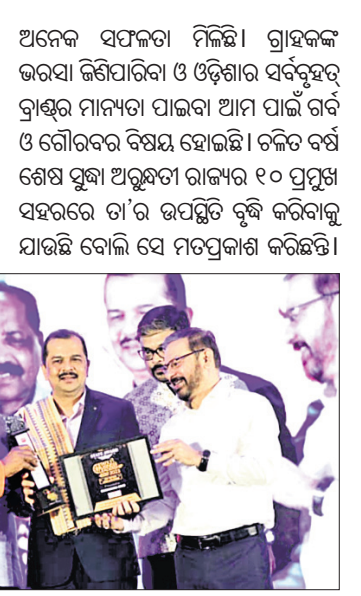 ଅନେକ ସଫଳତା ମିଳିଛି। ଗ୍ରାହକଙ୍କ
ଭରସା ଜିଣିପାରିବା ଓ ଓଡ଼ିଶାର ସର୍ବବୃହତ୍
ବ୍ରାଣ୍ଡ୍‌ର ମାନ୍ୟତା ପାଇବା ଆମ ପାଇଁ ଗର୍ବ
ଓ ଗୌରବର ବିଷୟ ହୋଇଛି। ଚଳିତ ବର୍ଷ
ଶେଷ ସୁଦ୍ଧା ଅରୁନ୍ଧତୀ ରାଜ୍ୟର ୧୦ ପ୍ରମୁଖ
ସହରରେ ତା'ର ଉପସ୍ଥିତି ବୃଦ୍ଧି କରିବାକୁ
ଯାଉଛି ବୋଲି ସେ ମତପ୍ରକାଶ କରିଛନ୍ତି।